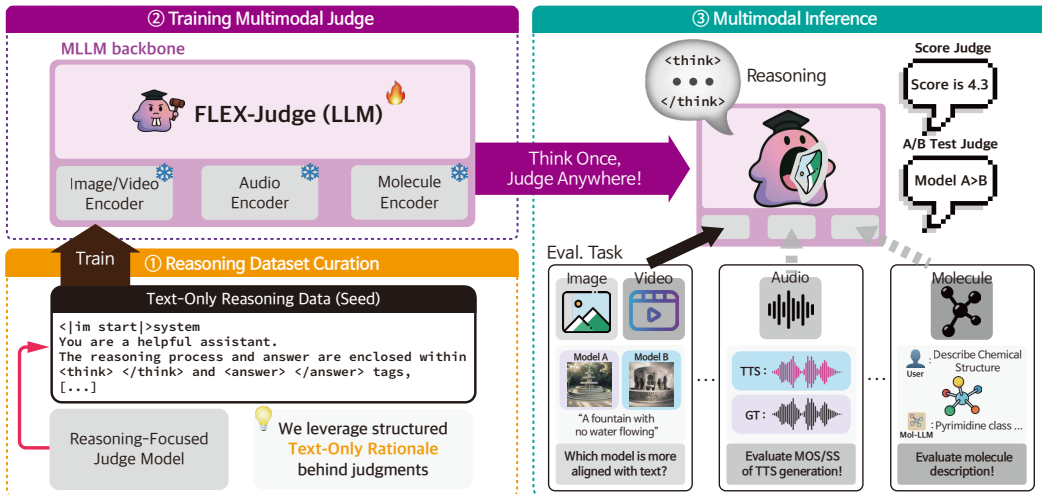 ② Training Multimodal Judge
MLLM backbone
FLEX-Judge (LLM)
Image/Video
Encoder
Audio
Encoder
Molecule
Encoder
Train
① Reasoning Dataset Curation
Text-Only Reasoning Data (Seed)
<|im start|>system
You are a helpful assistant.
The reasoning process and answer are enclosed within
<think> </think> and <answer> </answer> tags,
[...]
Reasoning-Focused
Judge Model
We leverage structured
Text-Only Rationale
behind judgments
Think Once,
Judge Anywhere!
③ Multimodal Inference
<think>
</think>
Reasoning
Score Judge
Score is 4.3
A/B Test Judge
Model A>B
Eval. Task
Image
Video
Model A
Model B
"A fountain with
no water flowing"
Which model is more
aligned with text?
...
Audio
TTS :
GT :
Evaluate MOS/SS
of TTS generation!
...
Molecule
User
: Describe Chemical
Structure
Mol-LLM
: Pyrimidine class ...
Evaluate molecule
description!